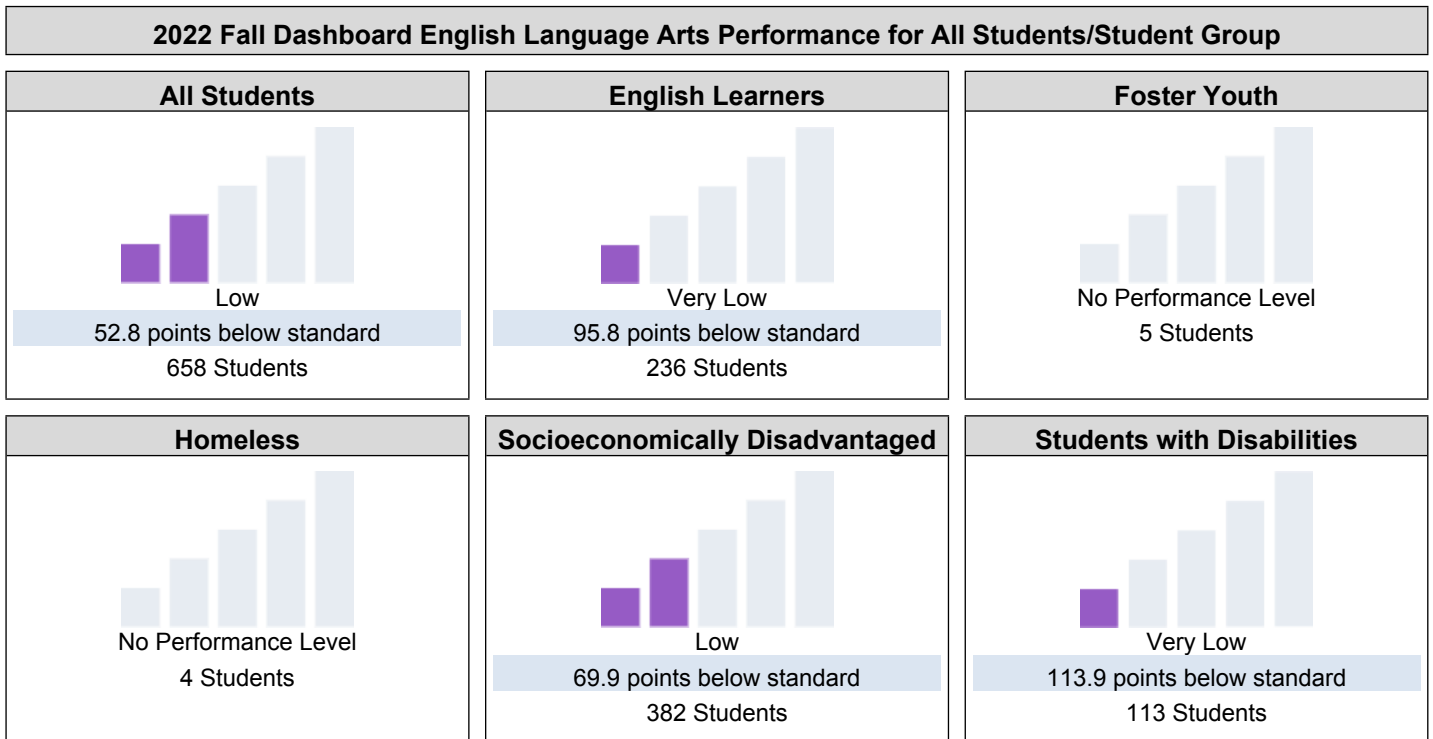 2022 Fall Dashboard English Language Arts Performance for All Students/Student Group
All Students
Low
52.8 points below standard
658 Students
English Learners
Very Low
95.8 points below standard
236 Students
Foster Youth
No Performance Level
5 Students
Homeless
No Performance Level
4 Students
Socioeconomically Disadvantaged
Low
69.9 points below standard
382 Students
Students with Disabilities
Very Low
113.9 points below standard
113 Students